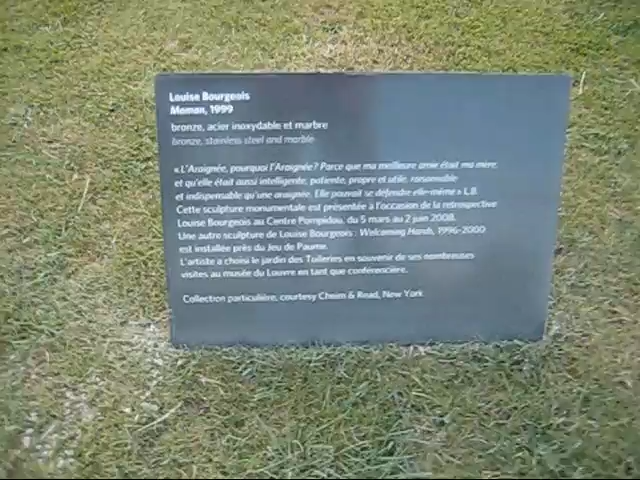 Louise Bourgeois
Maman, 1999
bronze, acier inoxydable et marbre
bronze, stainless steel and marble
« L'Araignée, pourquoi l'Araignée ? Parce que ma meilleure amie était ma mère,
et qu'elle était aussi intelligente, patiente, propre et utile, raisonnable
et indispensable qu'une araignée. Elle pouvait se défendre elle-même » L.B.
Cette sculpture monumentale est présentée à l'occasion de la rétrospective
Louise Bourgeois au Centre Pompidou, du 5 mars au 2 juin 2008.
Une autre sculpture de Louise Bourgeois : Welcoming Hands, 1996-2000
est installée près du Jeu de Paume.
L'artiste a choisi le jardin des Tuileries en souvenir de ses nombreuses
visites au musée du Louvre en tant que conférencière.
Collection particulière, courtesy Cheim & Read, New York